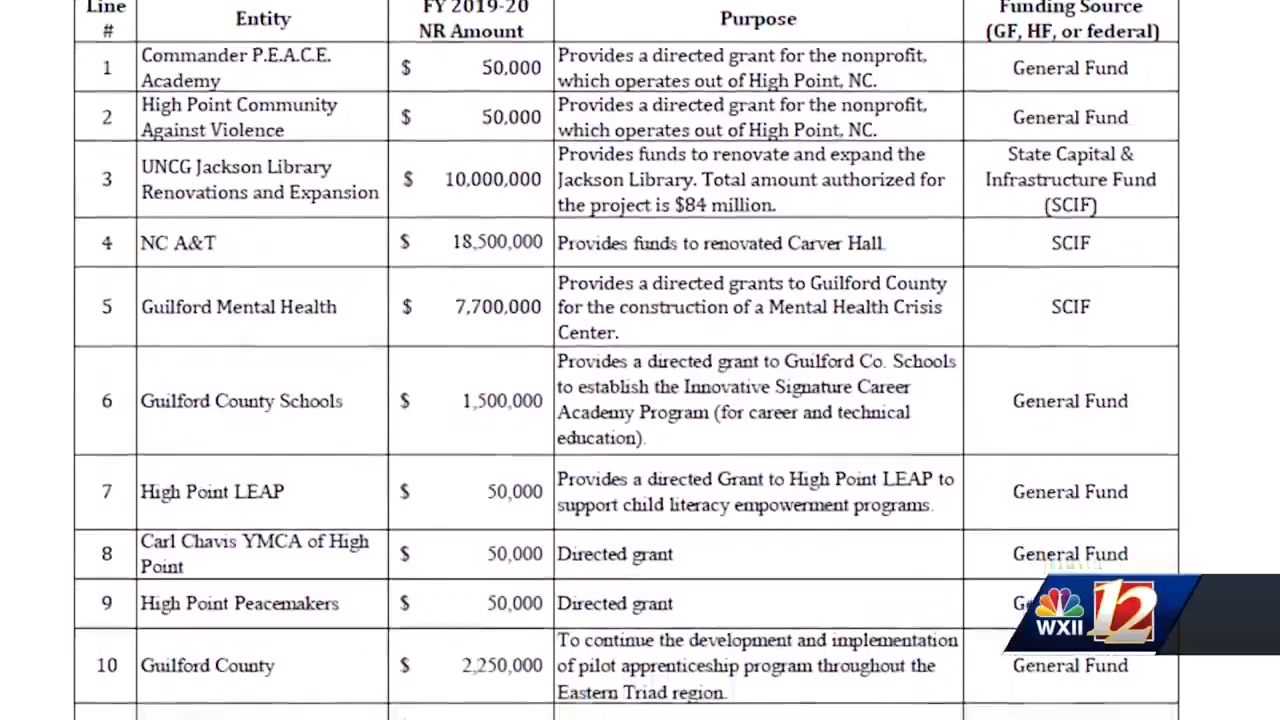 Line
#
Entity
FY 2019-20
NR Amount
Purpose
Funding Source
(GF, HF, or federal)
1
Commander P.E.A.C.E.
Academy
$ 50,000
Provides a directed grant for the nonprofit,
which operates out of High Point, NC.
General Fund
2
High Point Community
Against Violence
$ 50,000
Provides a directed grant for the nonprofit,
which operates out of High Point, NC.
General Fund
3
UNCG Jackson Library
Renovations and Expansion
$ 10,000,000
Provides funds to renovate and expand the
Jackson Library. Total amount authorized for
the project is $84 million.
State Capital &
Infrastructure Fund
(SCIF)
4
NC A&T
$ 18,500,000
Provides funds to renovated Carver Hall.
SCIF
5
Guilford Mental Health
$ 7,700,000
Provides a directed grants to Guilford County
for the construction of a Mental Health Crisis
Center.
SCIF
6
Guilford County Schools
$ 1,500,000
Provides a directed grant to Guilford Co. Schools
to establish the Innovative Signature Career
Academy Program (for career and technical
education).
General Fund
7
High Point LEAP
$ 50,000
Provides a directed Grant to High Point LEAP to
support child literacy empowerment programs.
General Fund
8
Carl Chavis YMCA of High
Point
$ 50,000
Directed grant
General Fund
9
High Point Peacemakers
$ 50,000
Directed grant
WXII 12
10
Guilford County
$ 2,250,000
To continue the development and implementation
of pilot apprenticeship program throughout the
Eastern Triad region.
General Fund